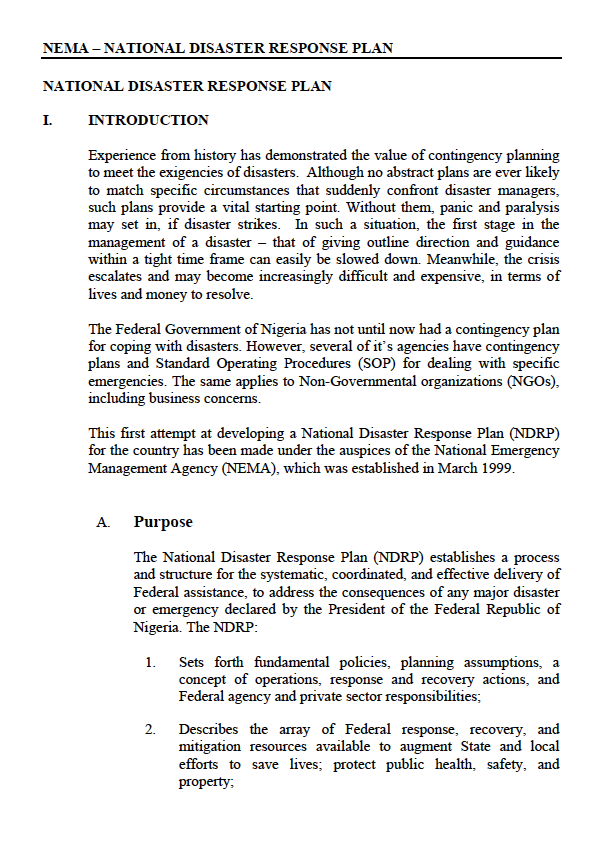 NEMA – NATIONAL DISASTER RESPONSE PLAN
NATIONAL DISASTER RESPONSE PLAN
I. INTRODUCTION
Experience from history has demonstrated the value of contingency planning
to meet the exigencies of disasters. Although no abstract plans are ever likely
to match specific circumstances that suddenly confront disaster managers,
such plans provide a vital starting point. Without them, panic and paralysis
may set in, if disaster strikes. In such a situation, the first stage in the
management of a disaster – that of giving outline direction and guidance
within a tight time frame can easily be slowed down. Meanwhile, the crisis
escalates and may become increasingly difficult and expensive, in terms of
lives and money to resolve.
The Federal Government of Nigeria has not until now had a contingency plan
for coping with disasters. However, several of it’s agencies have contingency
plans and Standard Operating Procedures (SOP) for dealing with specific
emergencies. The same applies to Non-Governmental organizations (NGOs),
including business concerns.
This first attempt at developing a National Disaster Response Plan (NDRP)
for the country has been made under the auspices of the National Emergency
Management Agency (NEMA), which was established in March 1999.
A. Purpose
The National Disaster Response Plan (NDRP) establishes a process
and structure for the systematic, coordinated, and effective delivery of
Federal assistance, to address the consequences of any major disaster
or emergency declared by the President of the Federal Republic of
Nigeria. The NDRP:
1. Sets forth fundamental policies, planning assumptions, a
concept of operations, response and recovery actions, and
Federal agency and private sector responsibilities;
2. Describes the array of Federal response, recovery, and
mitigation resources available to augment State and local
efforts to save lives; protect public health, safety, and
property;